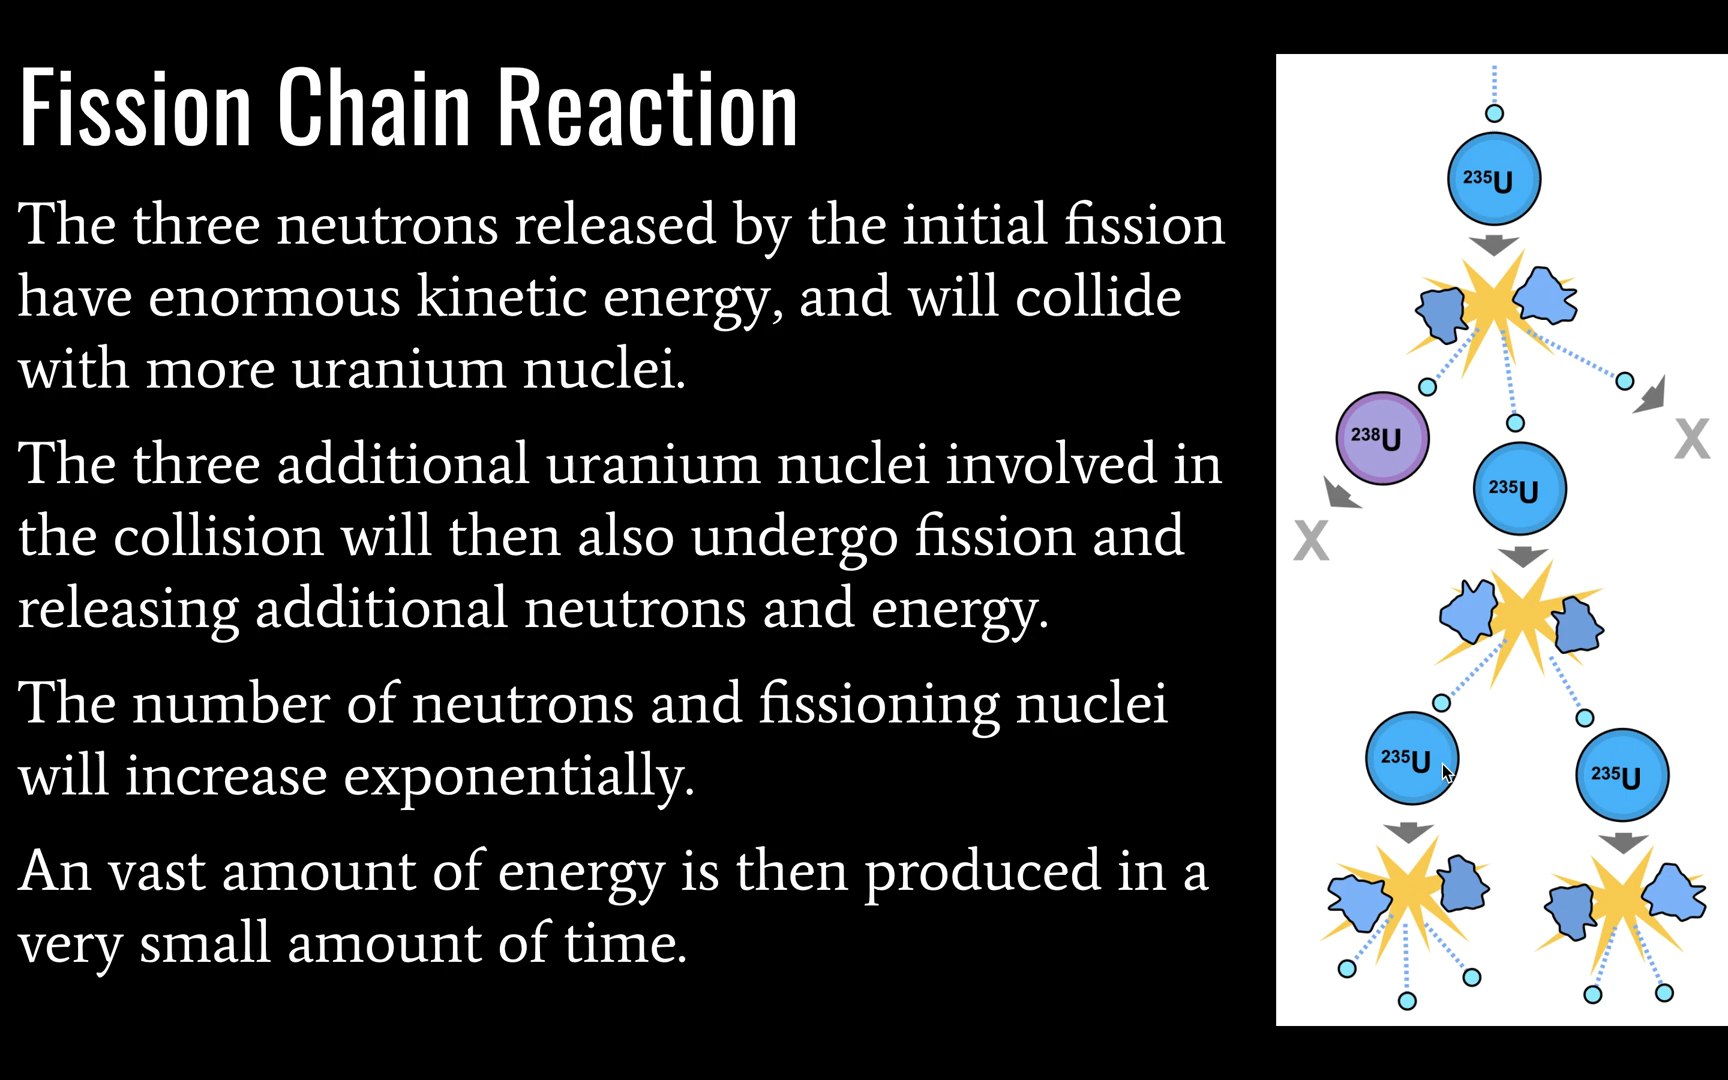 Fission Chain Reaction
The three neutrons released by the initial fission
have enormous kinetic energy, and will collide
with more uranium nuclei.
The three additional uranium nuclei involved in
the collision will then also undergo fission and
releasing additional neutrons and energy.
The number of neutrons and fissioning nuclei
will increase exponentially.
An vast amount of energy is then produced in a
very small amount of time.
²³⁵U
²³⁸U
X
²³⁵U
X
²³⁵U
²³⁵U